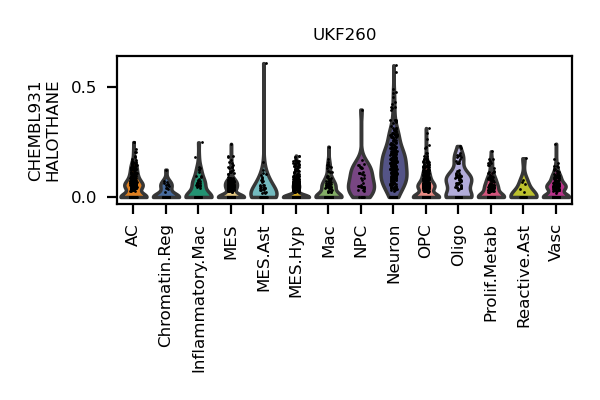 UKF260
CHEMBL931
HALOTHANE
0.5
0.0
AC
Chromatin.Reg
Inflammatory.Mac
MES
MES.Ast
MES.Hyp
Mac
NPC
Neuron
OPC
Oligo
Prolif.Metab
Reactive.Ast
Vasc